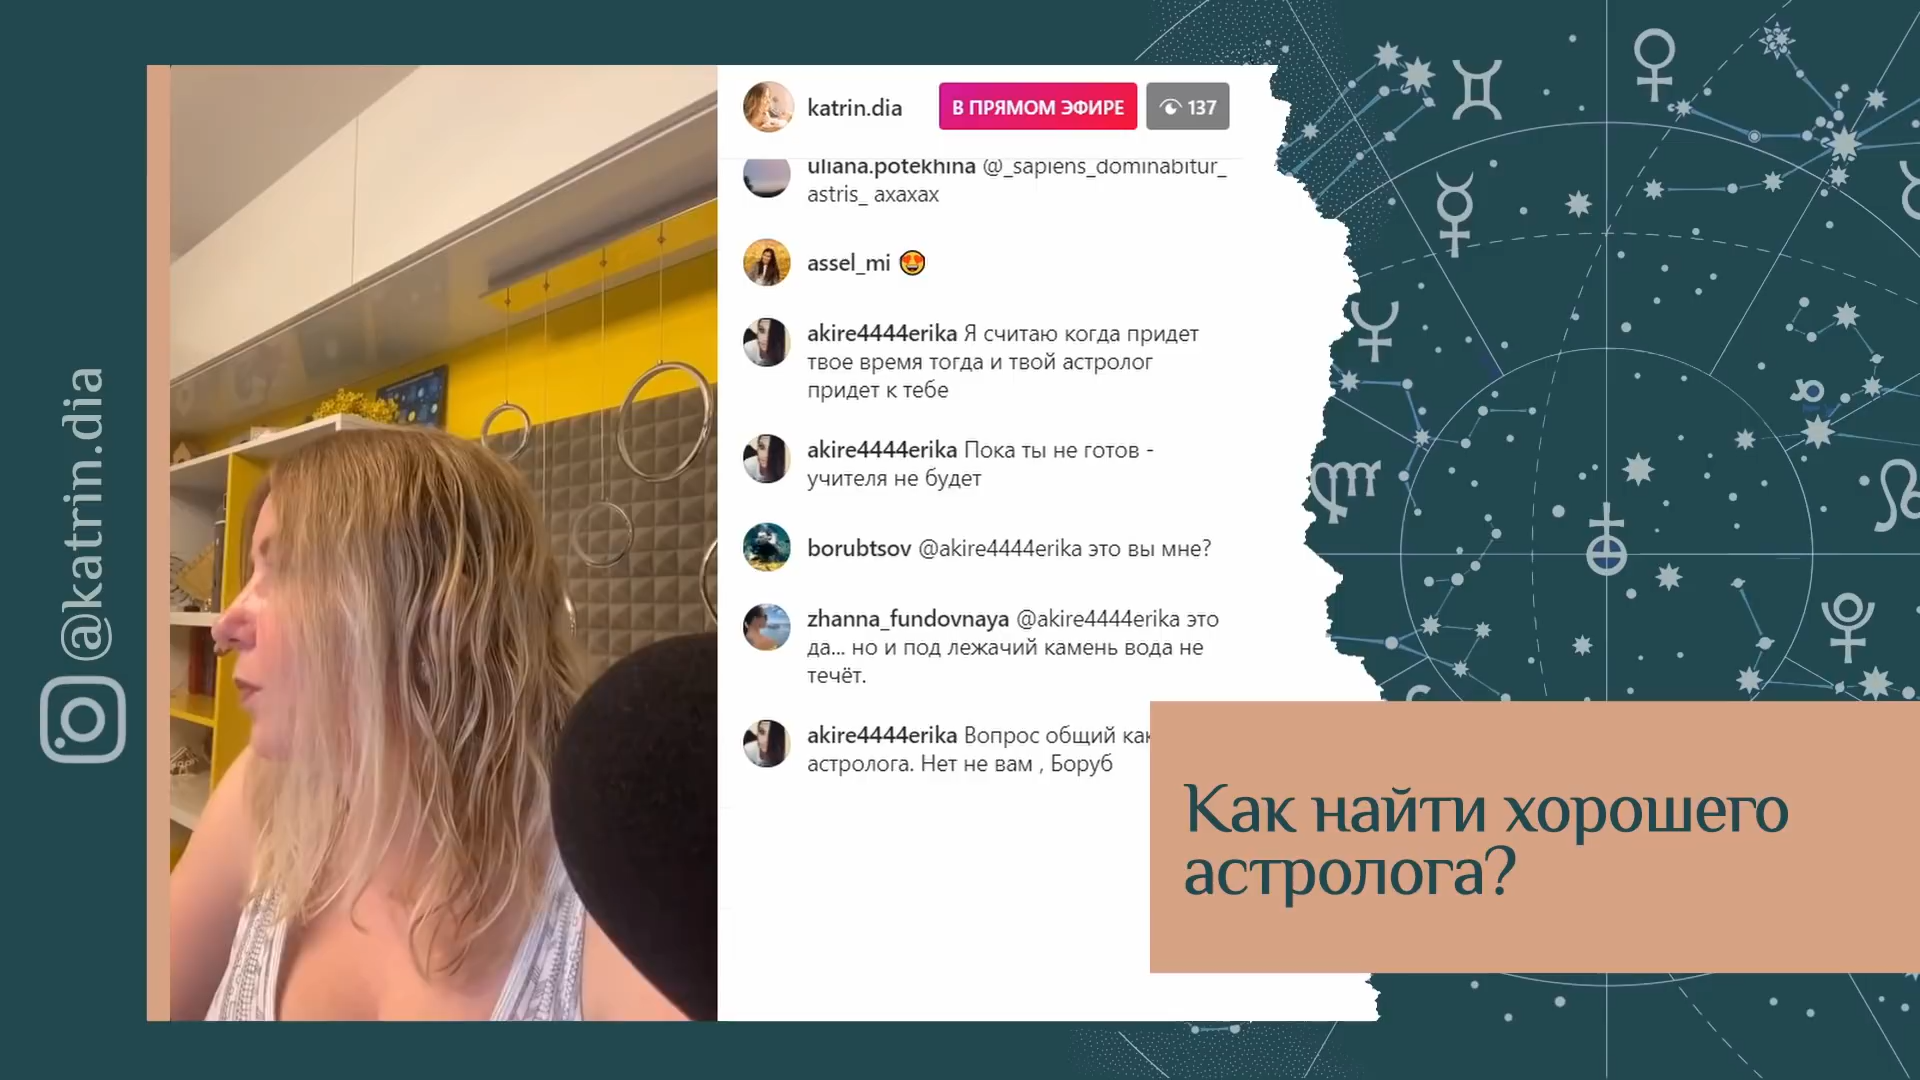 @katrin.dia
katrin.dia
В ПРЯМОМ ЭФИРЕ
137
uliana.potekhina @_sapiens_dominabitur_
astris_ ахахах
assel_mi 😍
akire4444erika Я считаю когда придет
твое время тогда и твой астролог
придет к тебе
akire4444erika Пока ты не готов -
учителя не будет
borubtsov @akire4444erika это вы мне?
zhanna_fundovnaya @akire4444erika это
да... но и под лежачий камень вода не
течёт.
akire4444erika Вопрос общий как
астролога. Нет не вам , Боруб
Как найти хорошего
астролога?